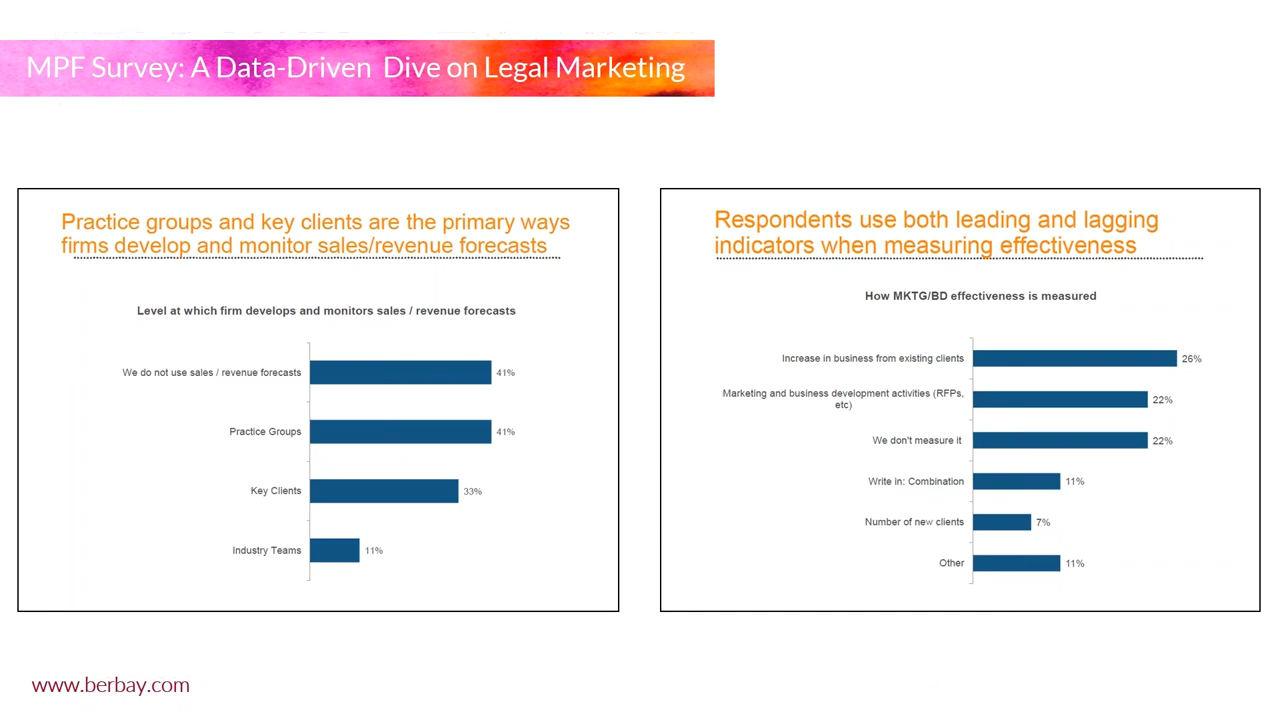 MPF Survey: A Data-Driven Dive on Legal Marketing
Practice groups and key clients are the primary ways
firms develop and monitor sales/revenue forecasts
Level at which firm develops and monitors sales / revenue forecasts
We do not use sales / revenue forecasts 41%
Practice Groups 41%
Key Clients 33%
Industry Teams 11%
Respondents use both leading and lagging
indicators when measuring effectiveness
How MKTG/BD effectiveness is measured
Increase in business from existing clients 26%
Marketing and business development activities (RFPs,
etc) 22%
We don't measure it 22%
Write in: Combination 11%
Number of new clients 7%
Other 11%
www.berbay.com